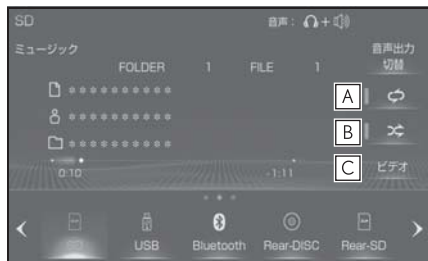 SD
音声: +
ミュージック
音声出力
切替
FOLDER 1 FILE 1
A
**********
B
**********
**********
C
ビデオ
0:10
-1:11
SD
USB
Bluetooth
Rear-DISC
Rear-SD